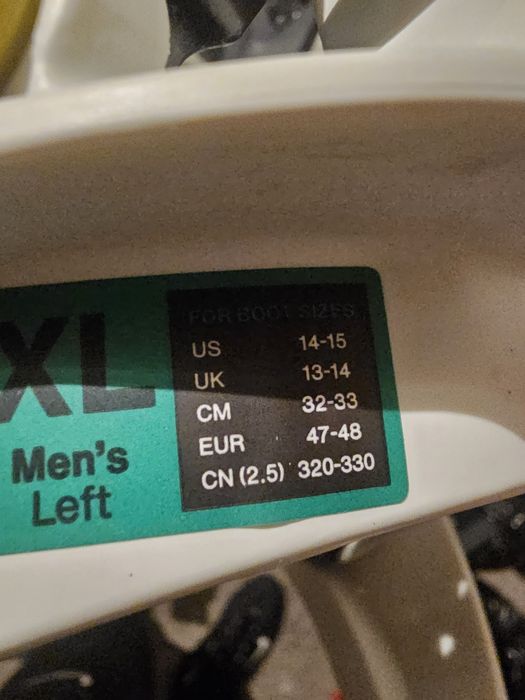 XL
Men's
Left
FOR BOOT SIZES
US 14-15
UK 13-14
CM 32-33
EUR 47-48
CN (2.5) 320-330